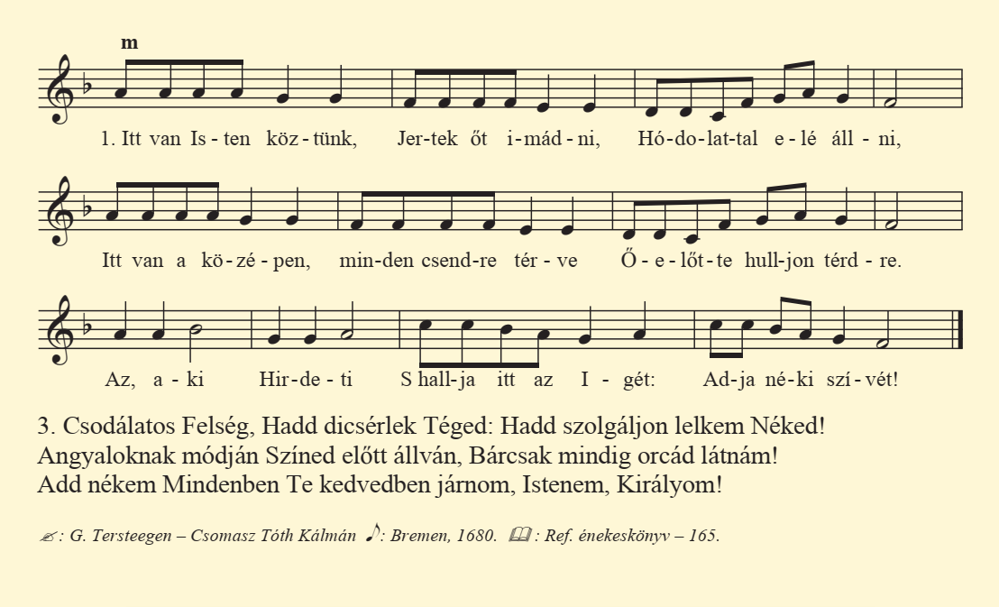 m
1. Itt van Is - ten köz - tünk, Jer-tek őt i-mád - ni, Hó-do-lat-tal e - lé áll - ni,
Itt van a kö-zé - pen, min-den csend-re tér - ve Ő - e - lőt - te hull-jon térd - re.
Az, a - ki Hir-de - ti S hall-ja itt az I - gét: Ad-ja né-ki szí-vét!
3. Csodálatos Felség, Hadd dicsérlek Téged: Hadd szolgáljon lelkem Néked!
Angyaloknak módján Színed előtt állván, Bárcsak mindig orcád látnám!
Add nékem Mindenben Te kedvedben járnom, Istenem, Királyom!
✍: G. Tersteegen – Csomasz Tóth Kálmán ♪: Bremen, 1680. 🕮: Ref. énekeskönyv – 165.